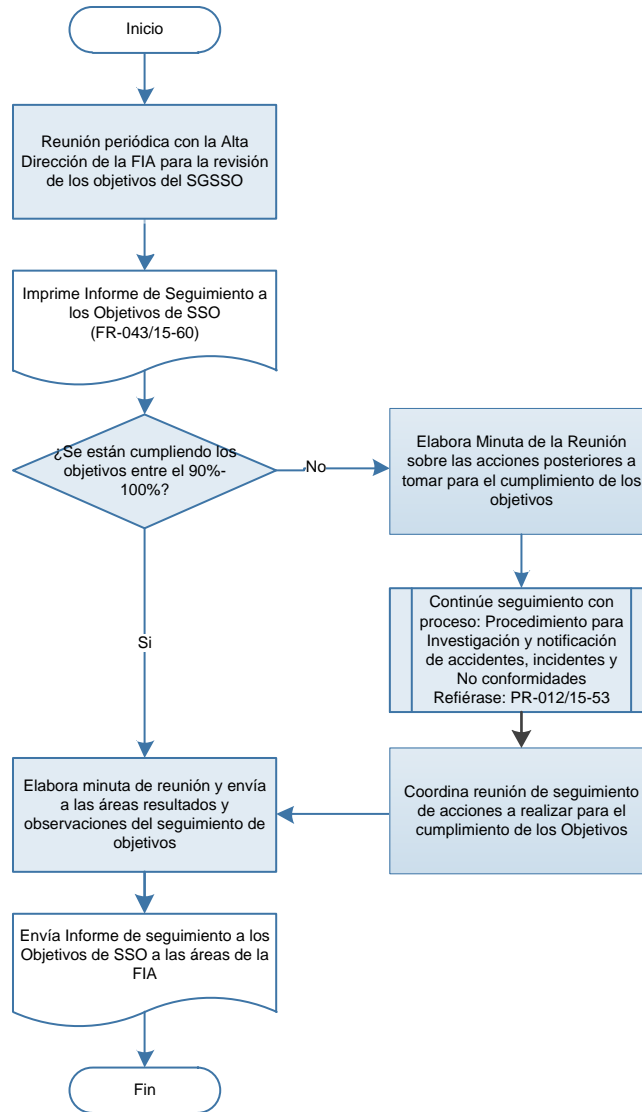 Inicio
Reunión periódica con la Alta
Dirección de la FIA para la revisión
de los objetivos del SGSSO
Imprime Informe de Seguimiento a
los Objetivos de SSO
(FR-043/15-60)
¿Se están cumpliendo los
objetivos entre el 90%-
100%?
No
Elabora Minuta de la Reunión
sobre las acciones posteriores a
tomar para el cumplimiento de los
objetivos
Continúe seguimiento con
proceso: Procedimiento para
Investigación y notificación
de accidentes, incidentes y
No conformidades
Refiérase: PR-012/15-53
Coordina reunión de seguimiento
de acciones a realizar para el
cumplimiento de los Objetivos
Si
Elabora minuta de reunión y envía
a las áreas resultados y
observaciones del seguimiento de
objetivos
Envía Informe de seguimiento a los
Objetivos de SSO a las áreas de la
FIA
Fin